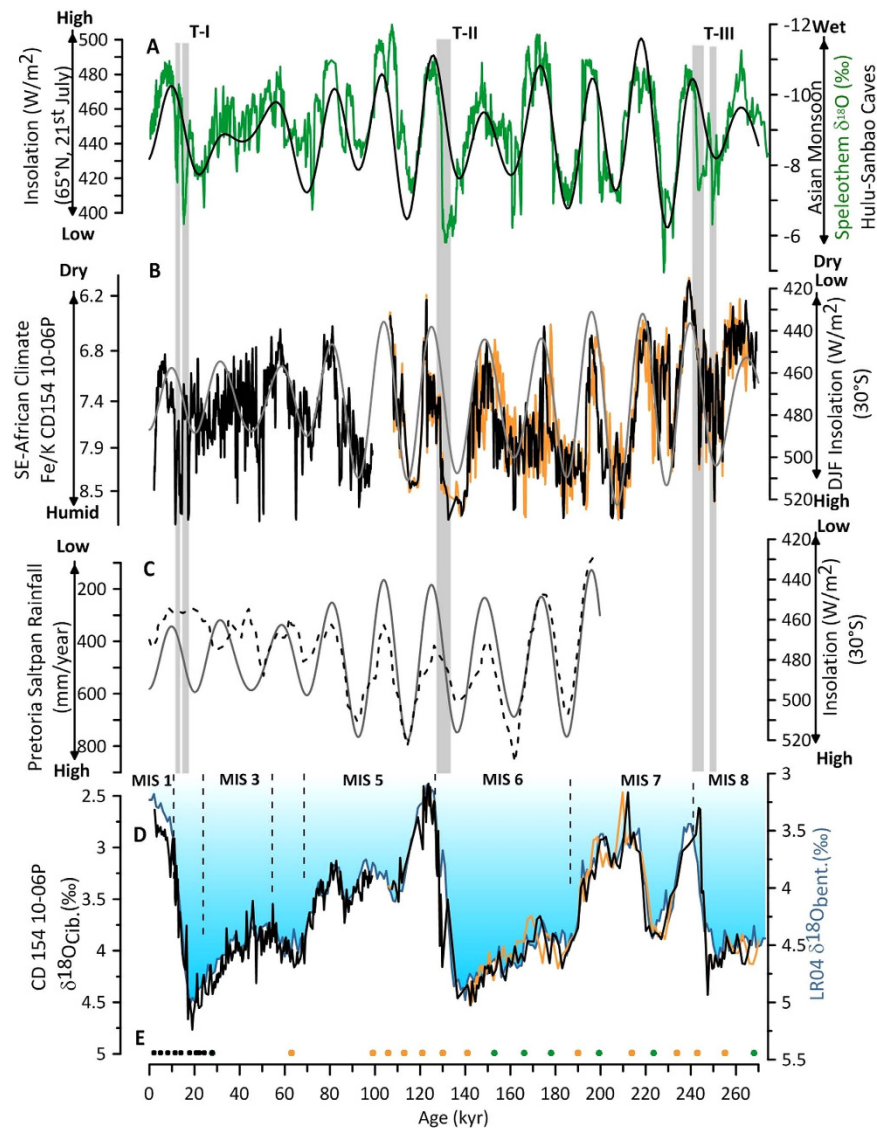 High
T-I
T-II
T-III
Wet
A
500
480
460
440
420
400
Insolation (W/m²)
(65°N, 21st July)
Low
-12
-10
-8
-6
Asian Monsoon
Speleothem δ18O (‰)
Hulu-Sanbao Caves
Dry
Dry
B
Low
6.2
6.8
7.4
7.9
8.5
SE-African Climate
Fe/K CD154 10-06P
Humid
420
440
460
480
500
520
DJF Insolation (W/m²)
(30°S)
High
Low
C
Low
200
400
600
800
Pretoria Saltpan Rainfall
(mm/year)
High
420
440
460
480
500
520
Insolation (W/m²)
(30°S)
High
MIS 1
MIS 3
MIS 5
MIS 6
MIS 7
MIS 8
D
2.5
3
3.5
4
4.5
5
CD 154 10-06P
δ18OCib.(‰)
3
3.5
4
4.5
5
5.5
LR04 δ18Obent.(‰)
E
0 20 40 60 80 100 120 140 160 180 200 220 240 260
Age (kyr)